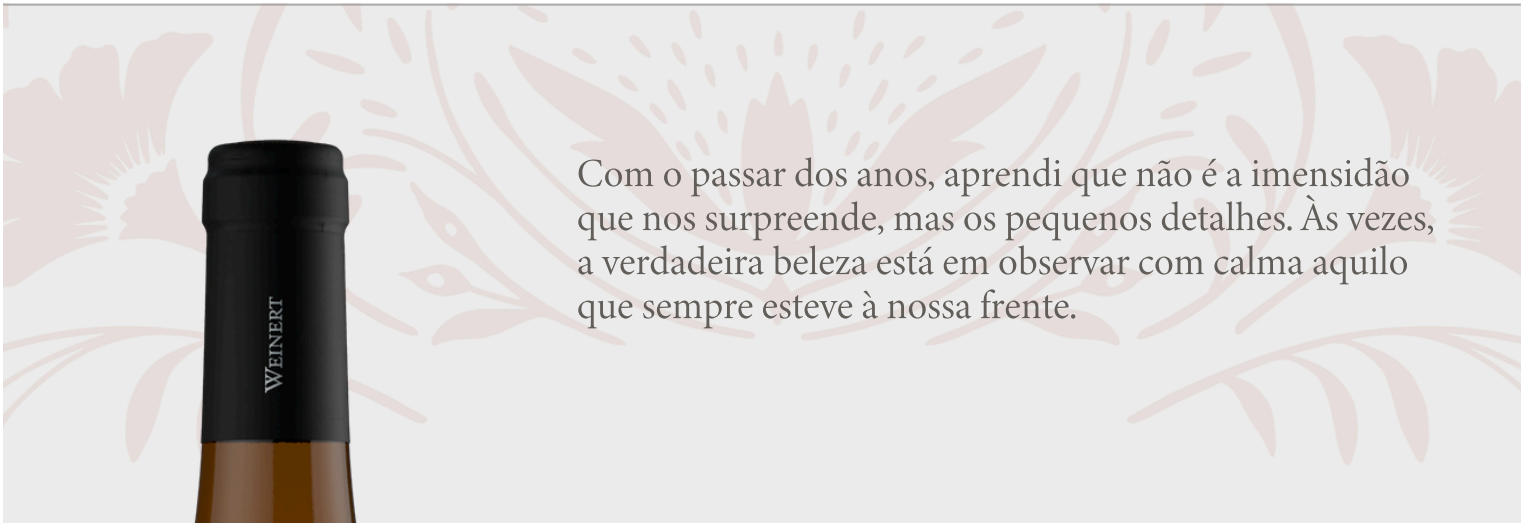 Com o passar dos anos, aprendi que não é a imensidão
que nos surpreende, mas os pequenos detalhes. Às vezes,
a verdadeira beleza está em observar com calma aquilo
que sempre esteve à nossa frente.
WEINERT